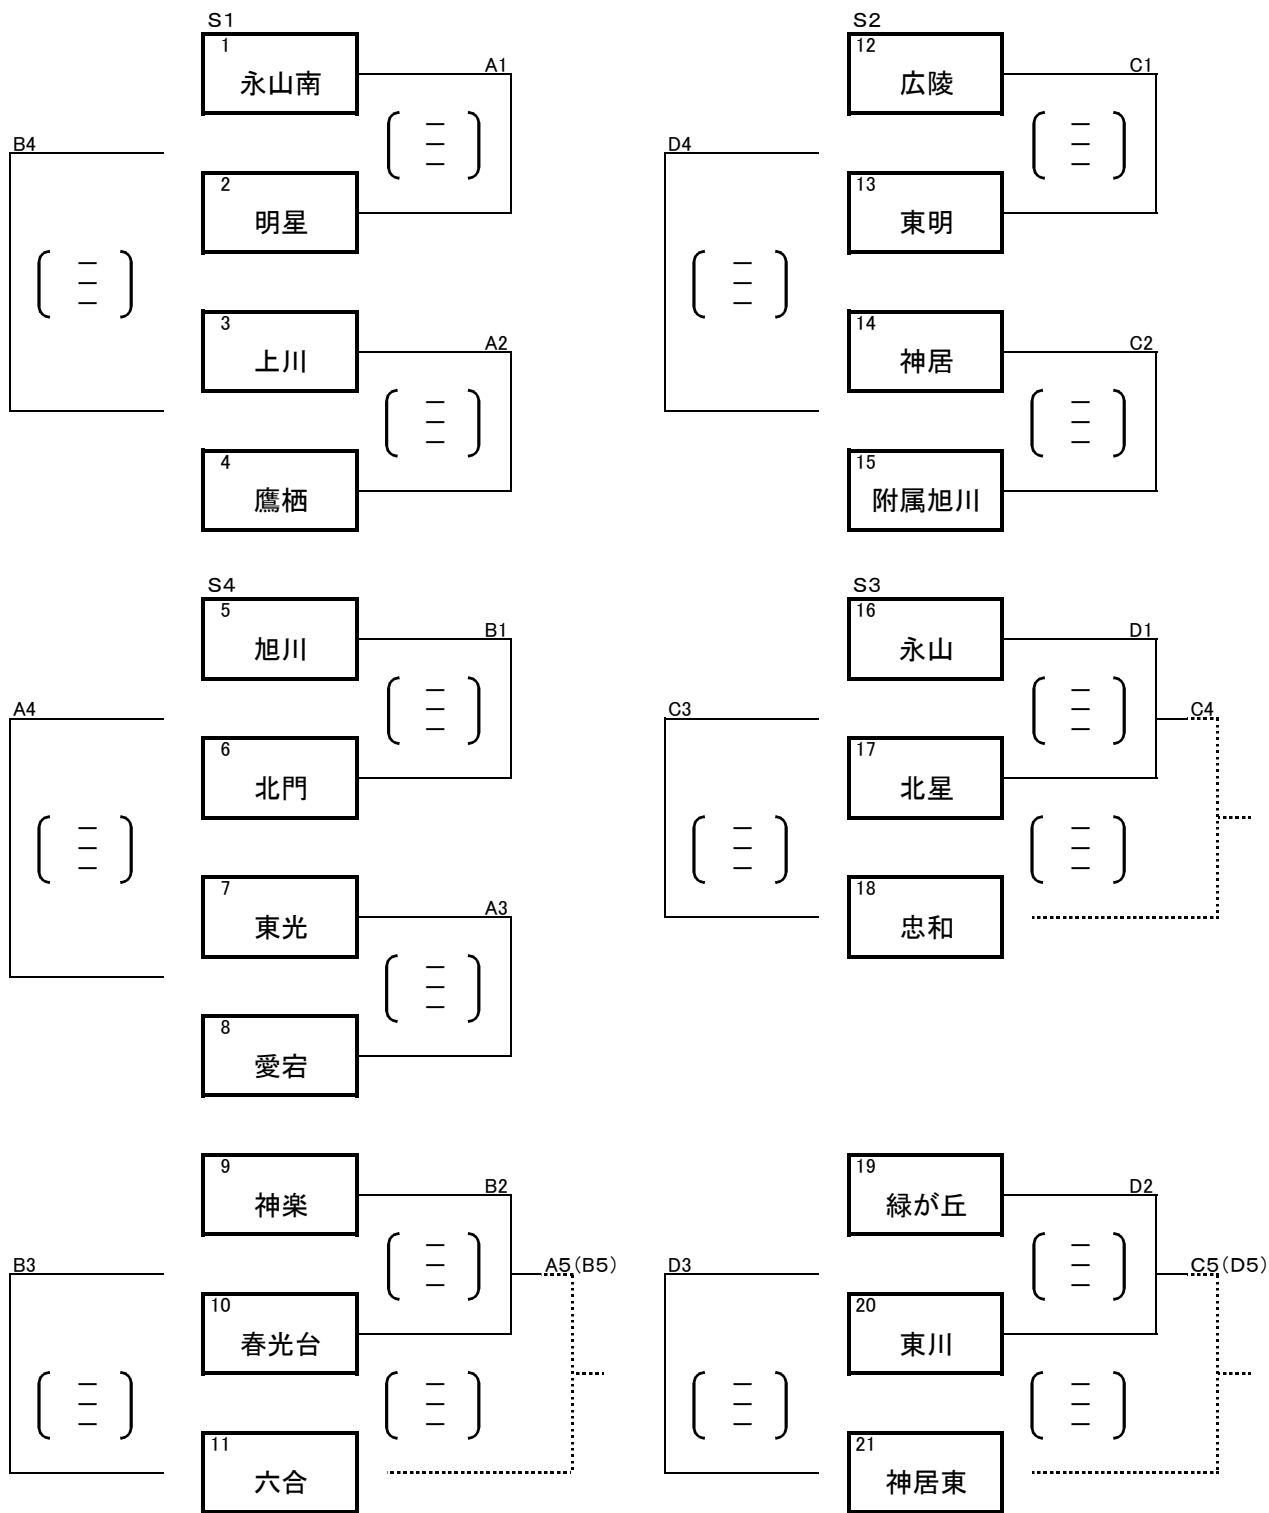 S1
1
永山南
A1
2
明星
B4
3
上川
A2
4
鷹栖
S2
12
広陵
C1
13
東明
D4
14
神居
C2
15
附属旭川
S4
5
旭川
B1
6
北門
A4
7
東光
A3
8
愛宕
S3
16
永山
D1
C4
17
北星
C3
18
忠和
9
神楽
B2
A5(B5)
10
春光台
B3
11
六合
19
緑が丘
D2
C5(D5)
20
東川
D3
21
神居東